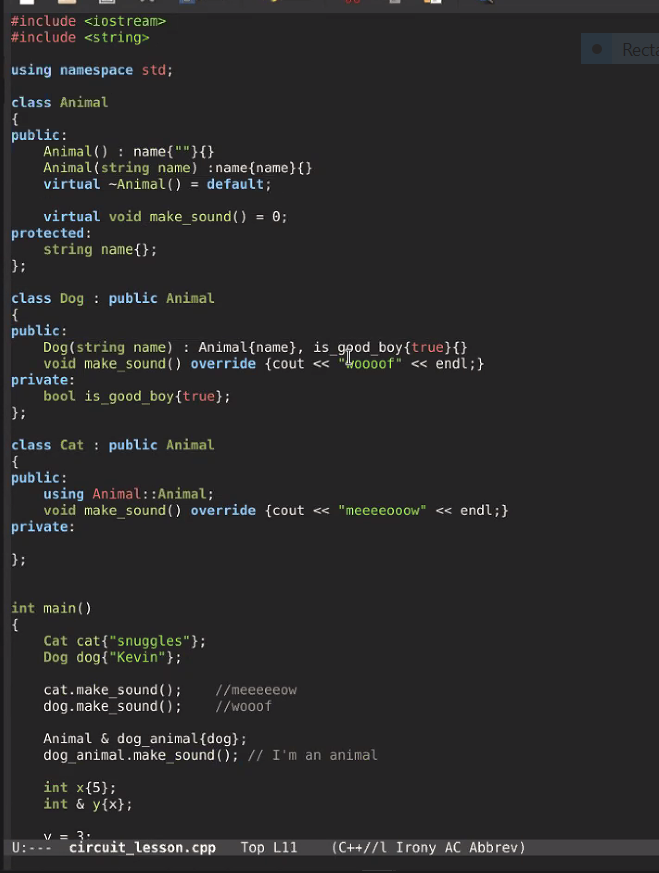 #include <iostream>
#include <string>
using namespace std;
class Animal
{
public:
    Animal() : name{""}{}
    Animal(string name) :name{name}{}
    virtual ~Animal() = default;
    virtual void make_sound() = 0;
protected:
    string name{};
};
class Dog : public Animal
{
public:
    Dog(string name) : Animal{name}, is_good_boy{true}{}
    void make_sound() override {cout << "woooof" << endl;}
private:
    bool is_good_boy{true};
};
class Cat : public Animal
{
public:
    using Animal::Animal;
    void make_sound() override {cout << "meeeeooow" << endl;}
private:
};
int main()
{
    Cat cat{"snuggles"};
    Dog dog{"Kevin"};
    cat.make_sound();    //meeeeeow
    dog.make_sound();    //wooof
    Animal & dog_animal{dog};
    dog_animal.make_sound(); // I'm an animal
    int x{5};
    int & y{x};
    y = 3;
U:---  circuit_lesson.cpp   Top L11    (C++//l Irony AC Abbrev)